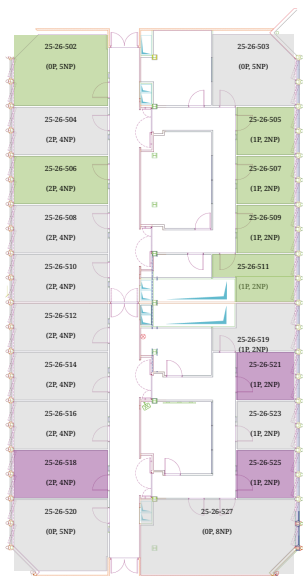 25-26-502
(0P, 5NP)
25-26-503
(0P, 5NP)
25-26-504
(2P, 4NP)
25-26-505
(1P, 2NP)
25-26-506
(2P, 4NP)
25-26-507
(1P, 2NP)
25-26-508
(2P, 4NP)
25-26-509
(1P, 2NP)
25-26-510
(2P, 4NP)
25-26-511
(1P, 2NP)
25-26-512
(2P, 4NP)
25-26-519
(1P, 2NP)
25-26-514
(2P, 4NP)
25-26-521
(1P, 2NP)
25-26-516
(2P, 4NP)
25-26-523
(1P, 2NP)
25-26-518
(2P, 4NP)
25-26-525
(1P, 2NP)
25-26-520
(0P, 5NP)
25-26-527
(0P, 8NP)